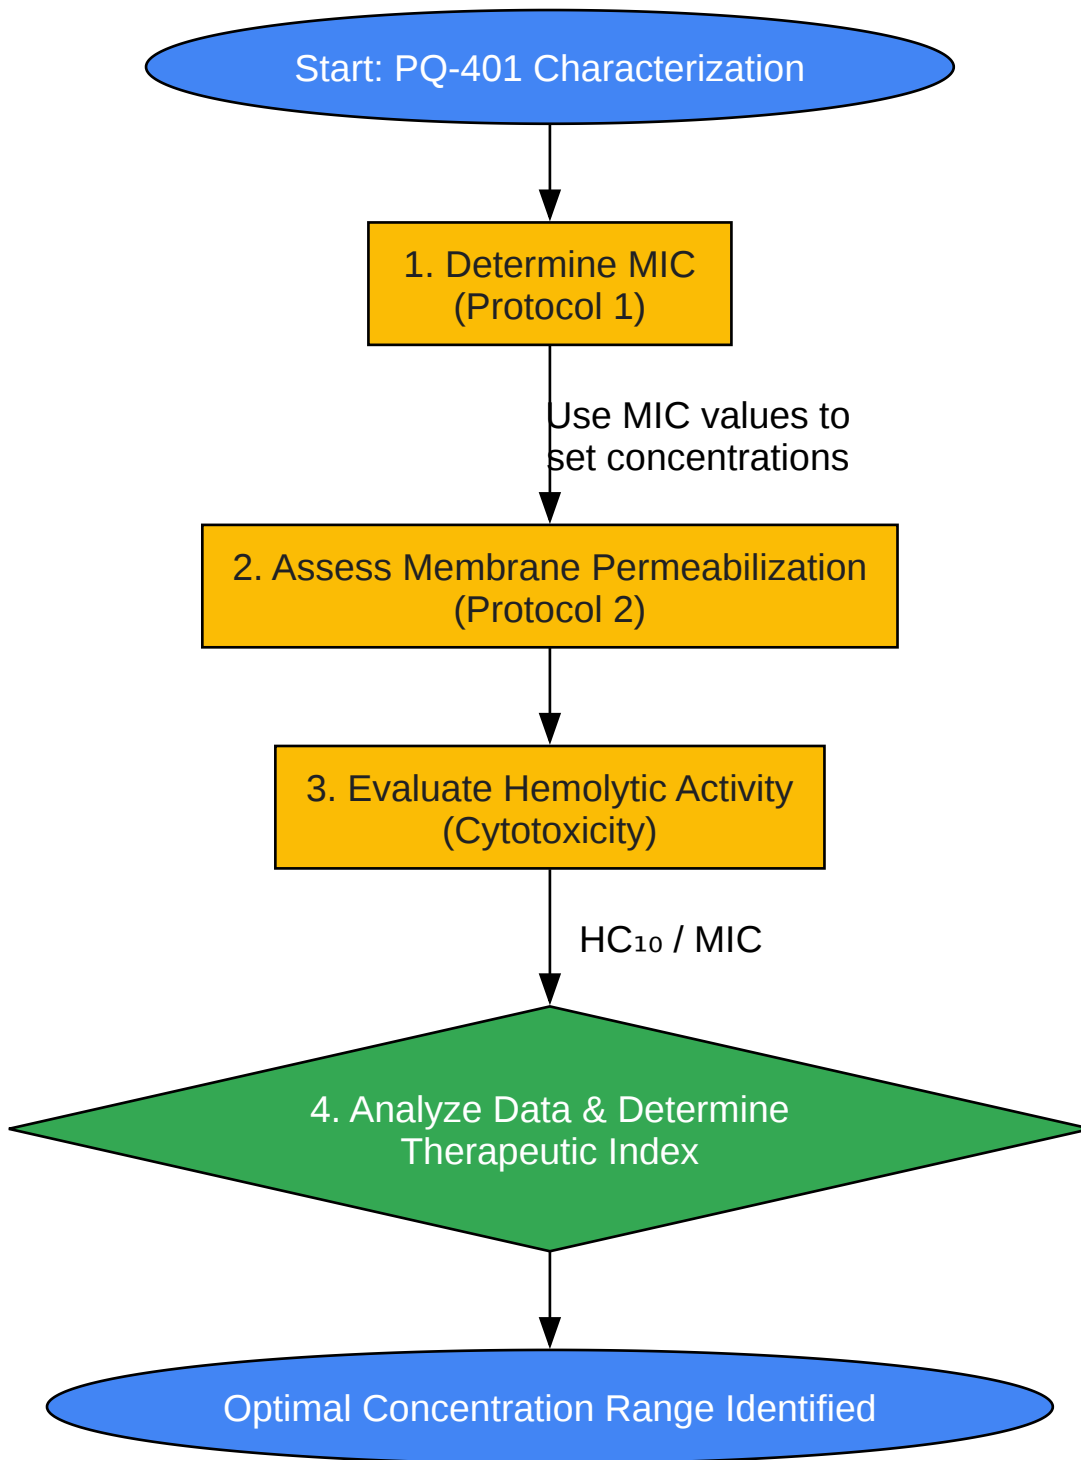 Start: PQ-401 Characterization
1. Determine MIC
(Protocol 1)
Use MIC values to
set concentrations
2. Assess Membrane Permeabilization
(Protocol 2)
3. Evaluate Hemolytic Activity
(Cytotoxicity)
HC₁₀ / MIC
4. Analyze Data & Determine
Therapeutic Index
Optimal Concentration Range Identified